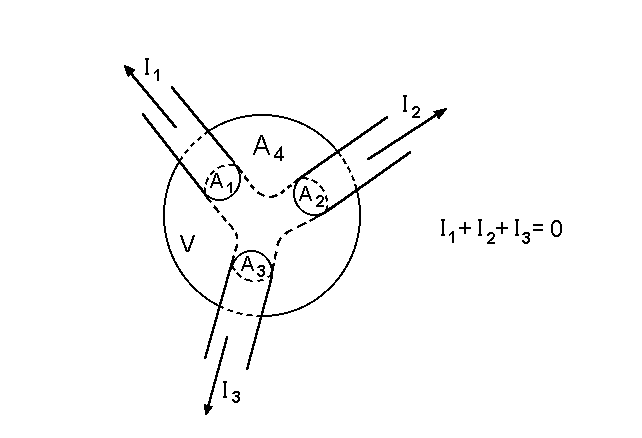 I₁
I₂
A₄
A₁
A₂
I₁+I₂+I₃=0
V
A₃
I₃